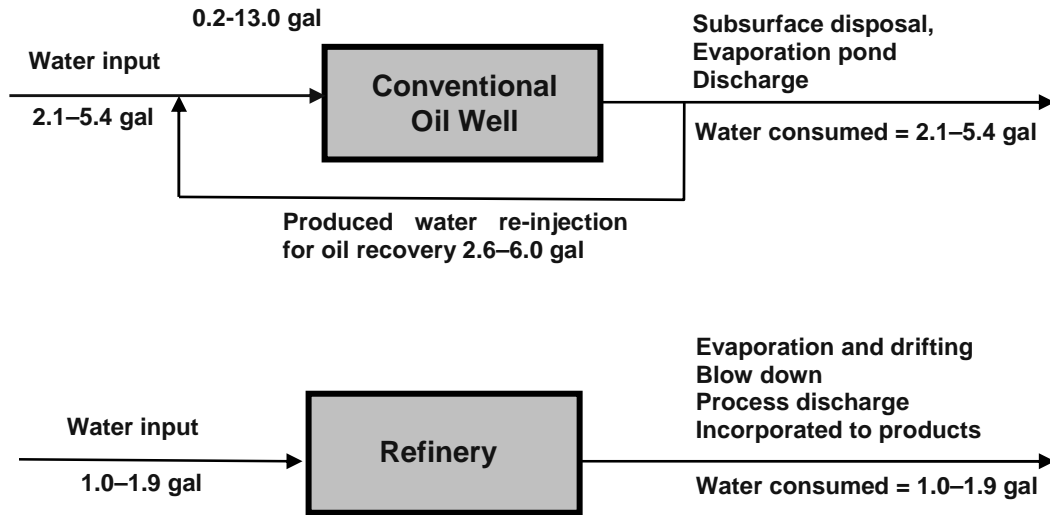 0.2-13.0 gal
Water input
2.1–5.4 gal
Conventional
Oil Well
Subsurface disposal,
Evaporation pond
Discharge
Water consumed = 2.1–5.4 gal
Produced water re-injection
for oil recovery 2.6–6.0 gal
Water input
1.0–1.9 gal
Refinery
Evaporation and drifting
Blow down
Process discharge
Incorporated to products
Water consumed = 1.0–1.9 gal